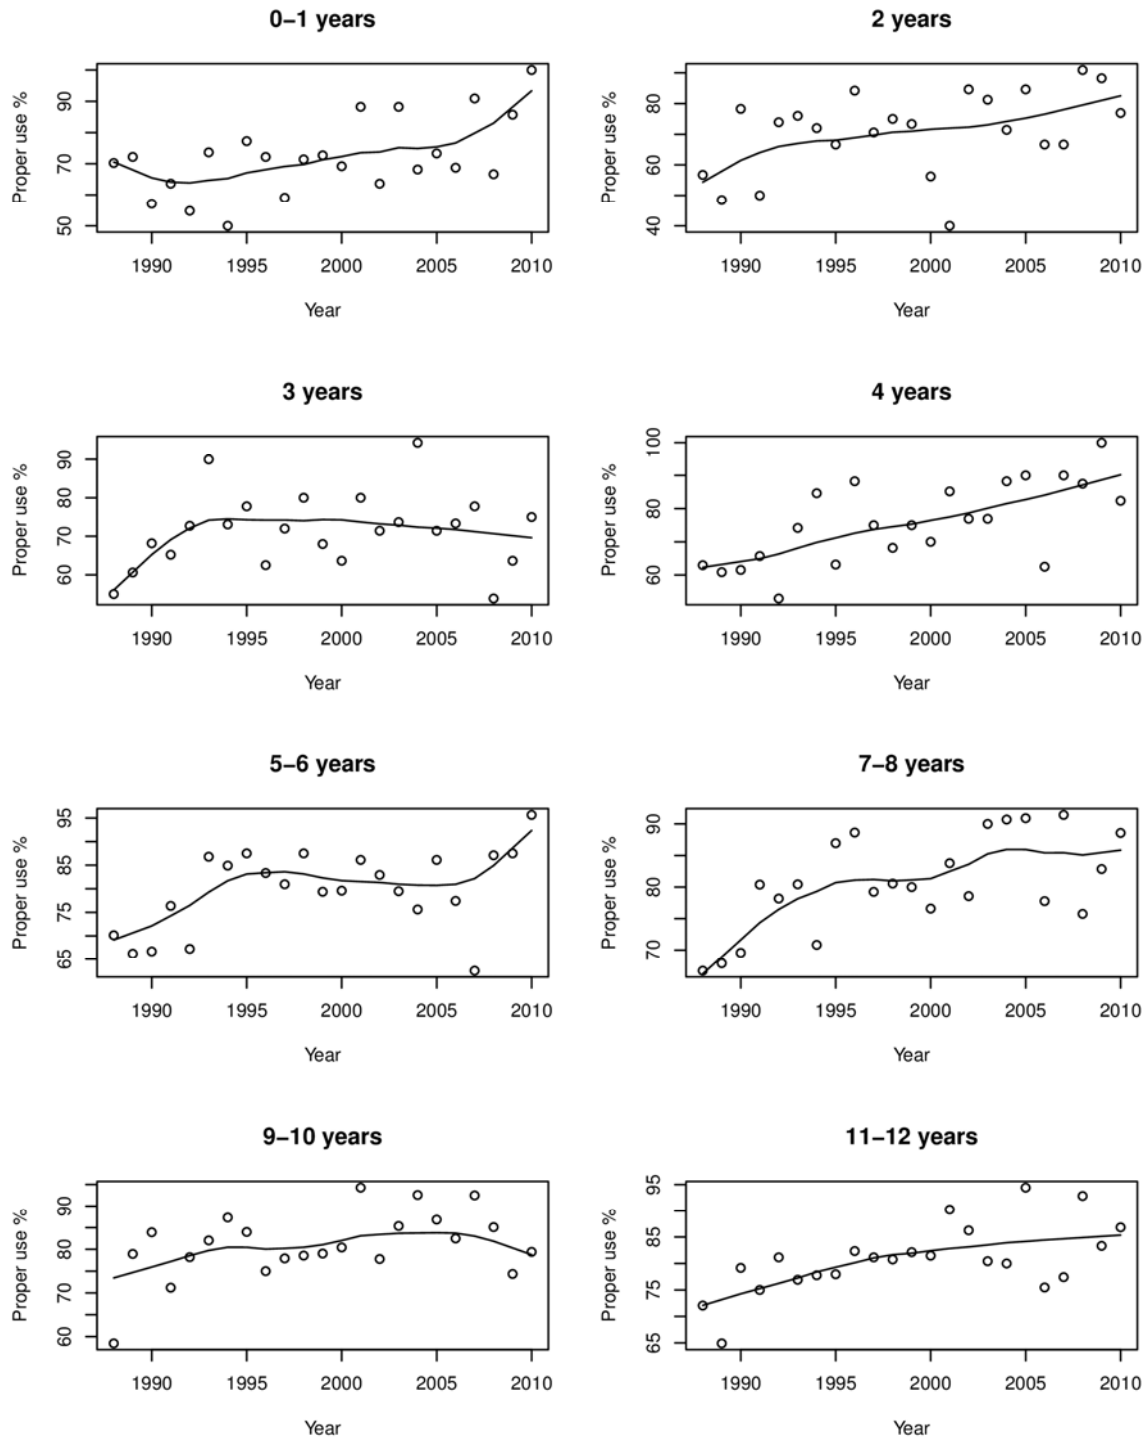 0–1 years
2 years
Proper use %
50 70 90
1990 1995 2000 2005 2010
Year
Proper use %
40 60 80
1990 1995 2000 2005 2010
Year
3 years
4 years
Proper use %
60 70 80 90
1990 1995 2000 2005 2010
Year
Proper use %
60 80 100
1990 1995 2000 2005 2010
Year
5–6 years
7–8 years
Proper use %
65 75 85 95
1990 1995 2000 2005 2010
Year
Proper use %
70 80 90
1990 1995 2000 2005 2010
Year
9–10 years
11–12 years
Proper use %
60 70 80 90
1990 1995 2000 2005 2010
Year
Proper use %
65 75 85 95
1990 1995 2000 2005 2010
Year